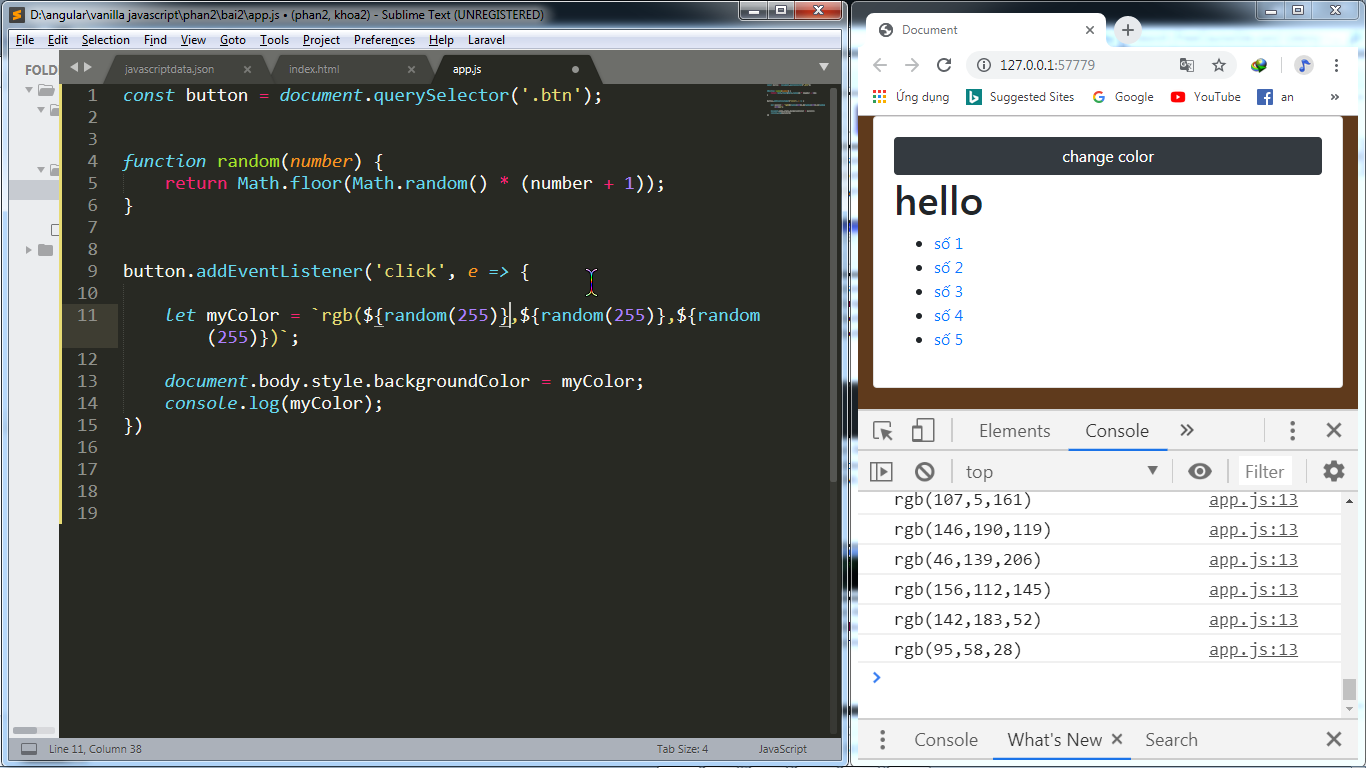 D:\angular\vanilla javascript\phan2\bai2\app.js • (phan2, khoa2) - Sublime Text (UNREGISTERED)
File Edit Selection Find View Goto Tools Project Preferences Help Laravel
FOLD
javascriptdata.json × index.html × app.js
1 const button = document.querySelector('.btn');
2
3
4 function random(number) {
5 return Math.floor(Math.random() * (number + 1));
6 }
7
8
9 button.addEventListener('click', e => {
10
11 let myColor = `rgb(${random(255)},${random(255)},${random
(255)})`;
12
13 document.body.style.backgroundColor = myColor;
14 console.log(myColor);
15 })
16
17
18
19
Line 11, Column 38
Tab Size: 4
JavaScript
Document
127.0.0.1:57779
Ứng dụng Suggested Sites Google YouTube an »
change color
hello
số 1
số 2
số 3
số 4
số 5
Elements Console »
top Filter
rgb(107,5,161) app.js:13
rgb(146,190,119) app.js:13
rgb(46,139,206) app.js:13
rgb(156,112,145) app.js:13
rgb(142,183,52) app.js:13
rgb(95,58,28) app.js:13
Console What's New × Search